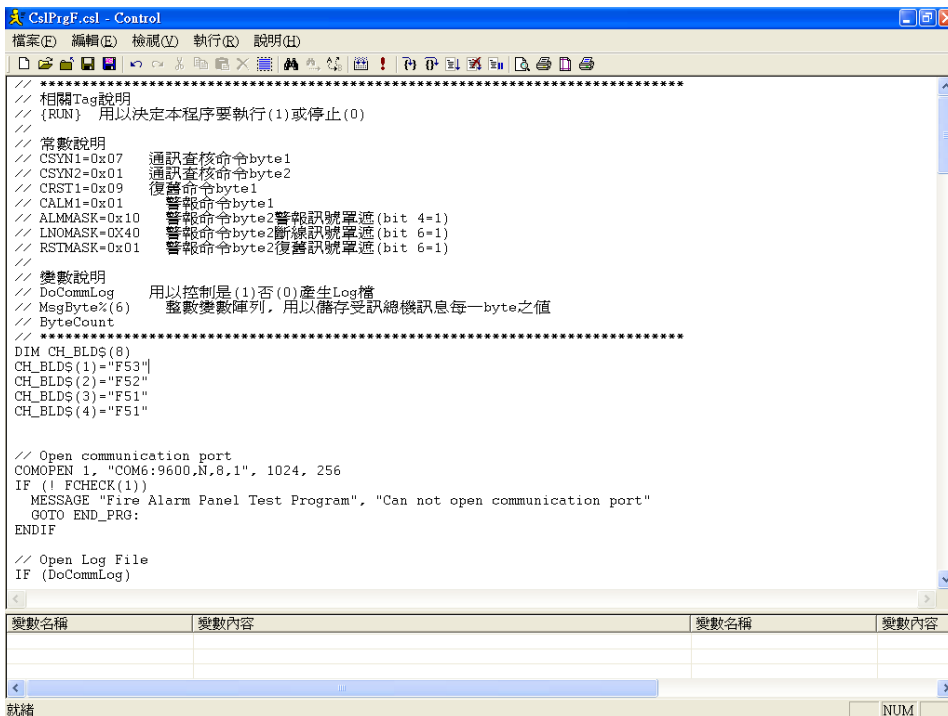 CslPrgF.csl - Control
檔案(F) 編輯(E) 檢視(V) 執行(R) 說明(H)
// ******************************************************************************
// 相關Tag說明
// {RUN} 用以決定本程序要執行(1)或停止(0)
//
// 常數說明
// CSYN1=0x07 通訊查核命令byte1
// CSYN2=0x01 通訊查核命令byte2
// CRST1=0x09 復舊命令byte1
// CALM1=0x01 警報命令byte1
// ALMMASK=0x10 警報命令byte2警報訊號罩遮(bit 4=1)
// LNOMASK=0X40 警報命令byte2斷線訊號罩遮(bit 6=1)
// RSTMASK=0x01 警報命令byte2復舊訊號罩遮(bit 6=1)
//
// 變數說明
// DoCommLog 用以控制是(1)否(0)產生Log檔
// MsgByte%(6) 整數變數陣列, 用以儲存受訊總機訊息每一byte之值
// ByteCount
// ******************************************************************************
DIM CH_BLD$(8)
CH_BLD$(1)="F53"
CH_BLD$(2)="F52"
CH_BLD$(3)="F51"
CH_BLD$(4)="F51"
// Open communication port
COMOPEN 1, "COM6:9600,N,8,1", 1024, 256
IF (! FCHECK(1))
MESSAGE "Fire Alarm Panel Test Program", "Can not open communication port"
GOTO END_PRG:
ENDIF
// Open Log File
IF (DoCommLog)
變數名稱 變數內容 變數名稱 變數內容
就緒 NUM